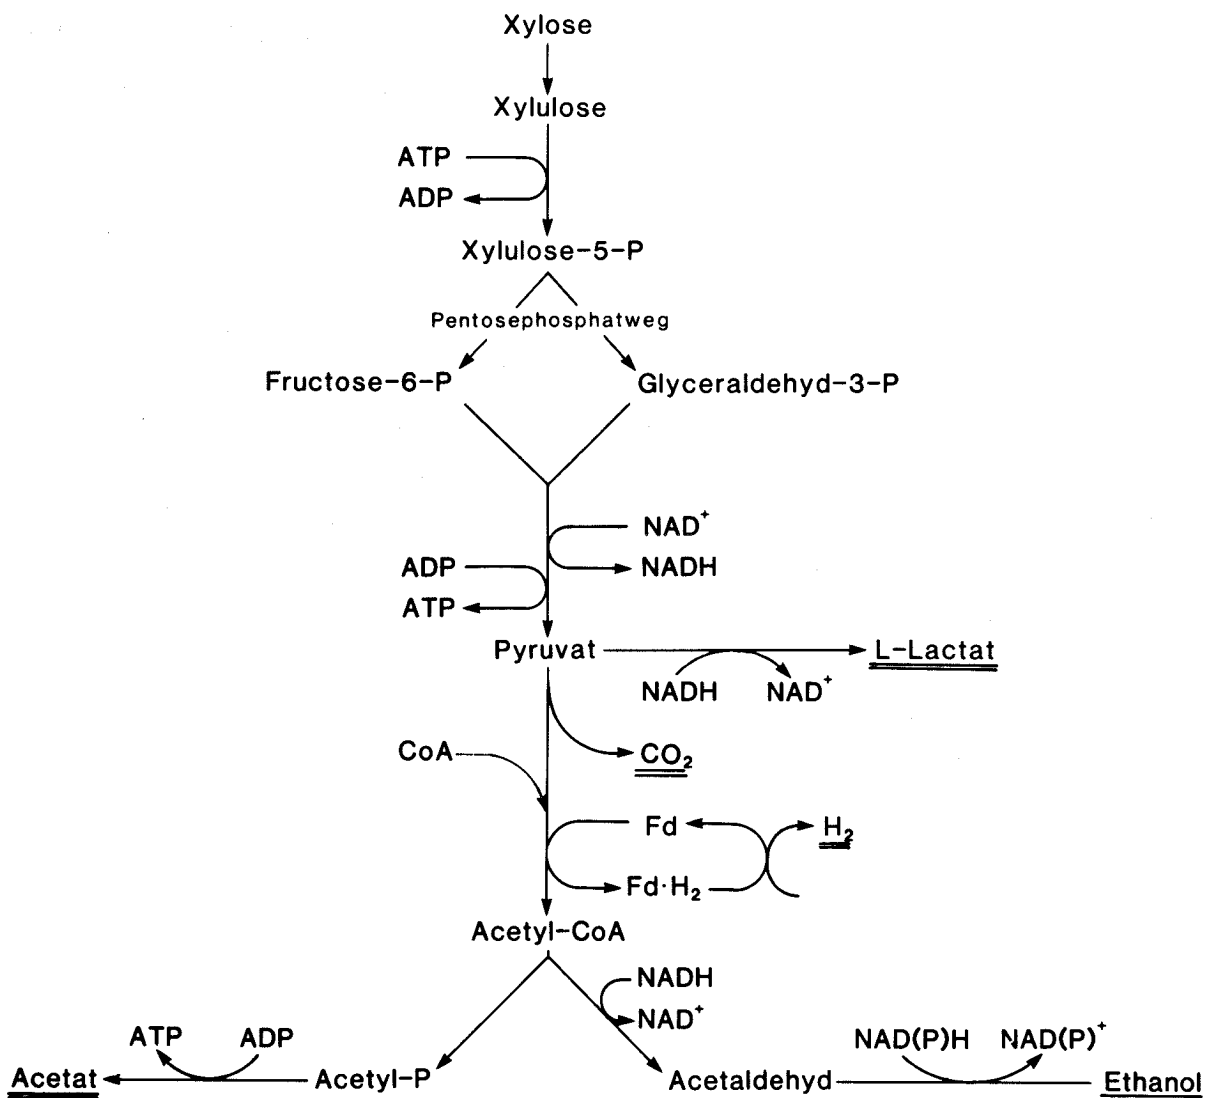 Xylose
Xylulose
ATP
ADP
Xylulose-5-P
Pentosephosphatweg
Fructose-6-P
Glyceraldehyd-3-P
NAD⁺
ADP
NADH
ATP
Pyruvat
L-Lactat
NADH
NAD⁺
CoA
CO₂
Fd
H₂
Fd·H₂
Acetyl-CoA
NADH
NAD⁺
ATP
ADP
NAD(P)H
NAD(P)⁺
Acetat
Acetyl-P
Acetaldehyd
Ethanol